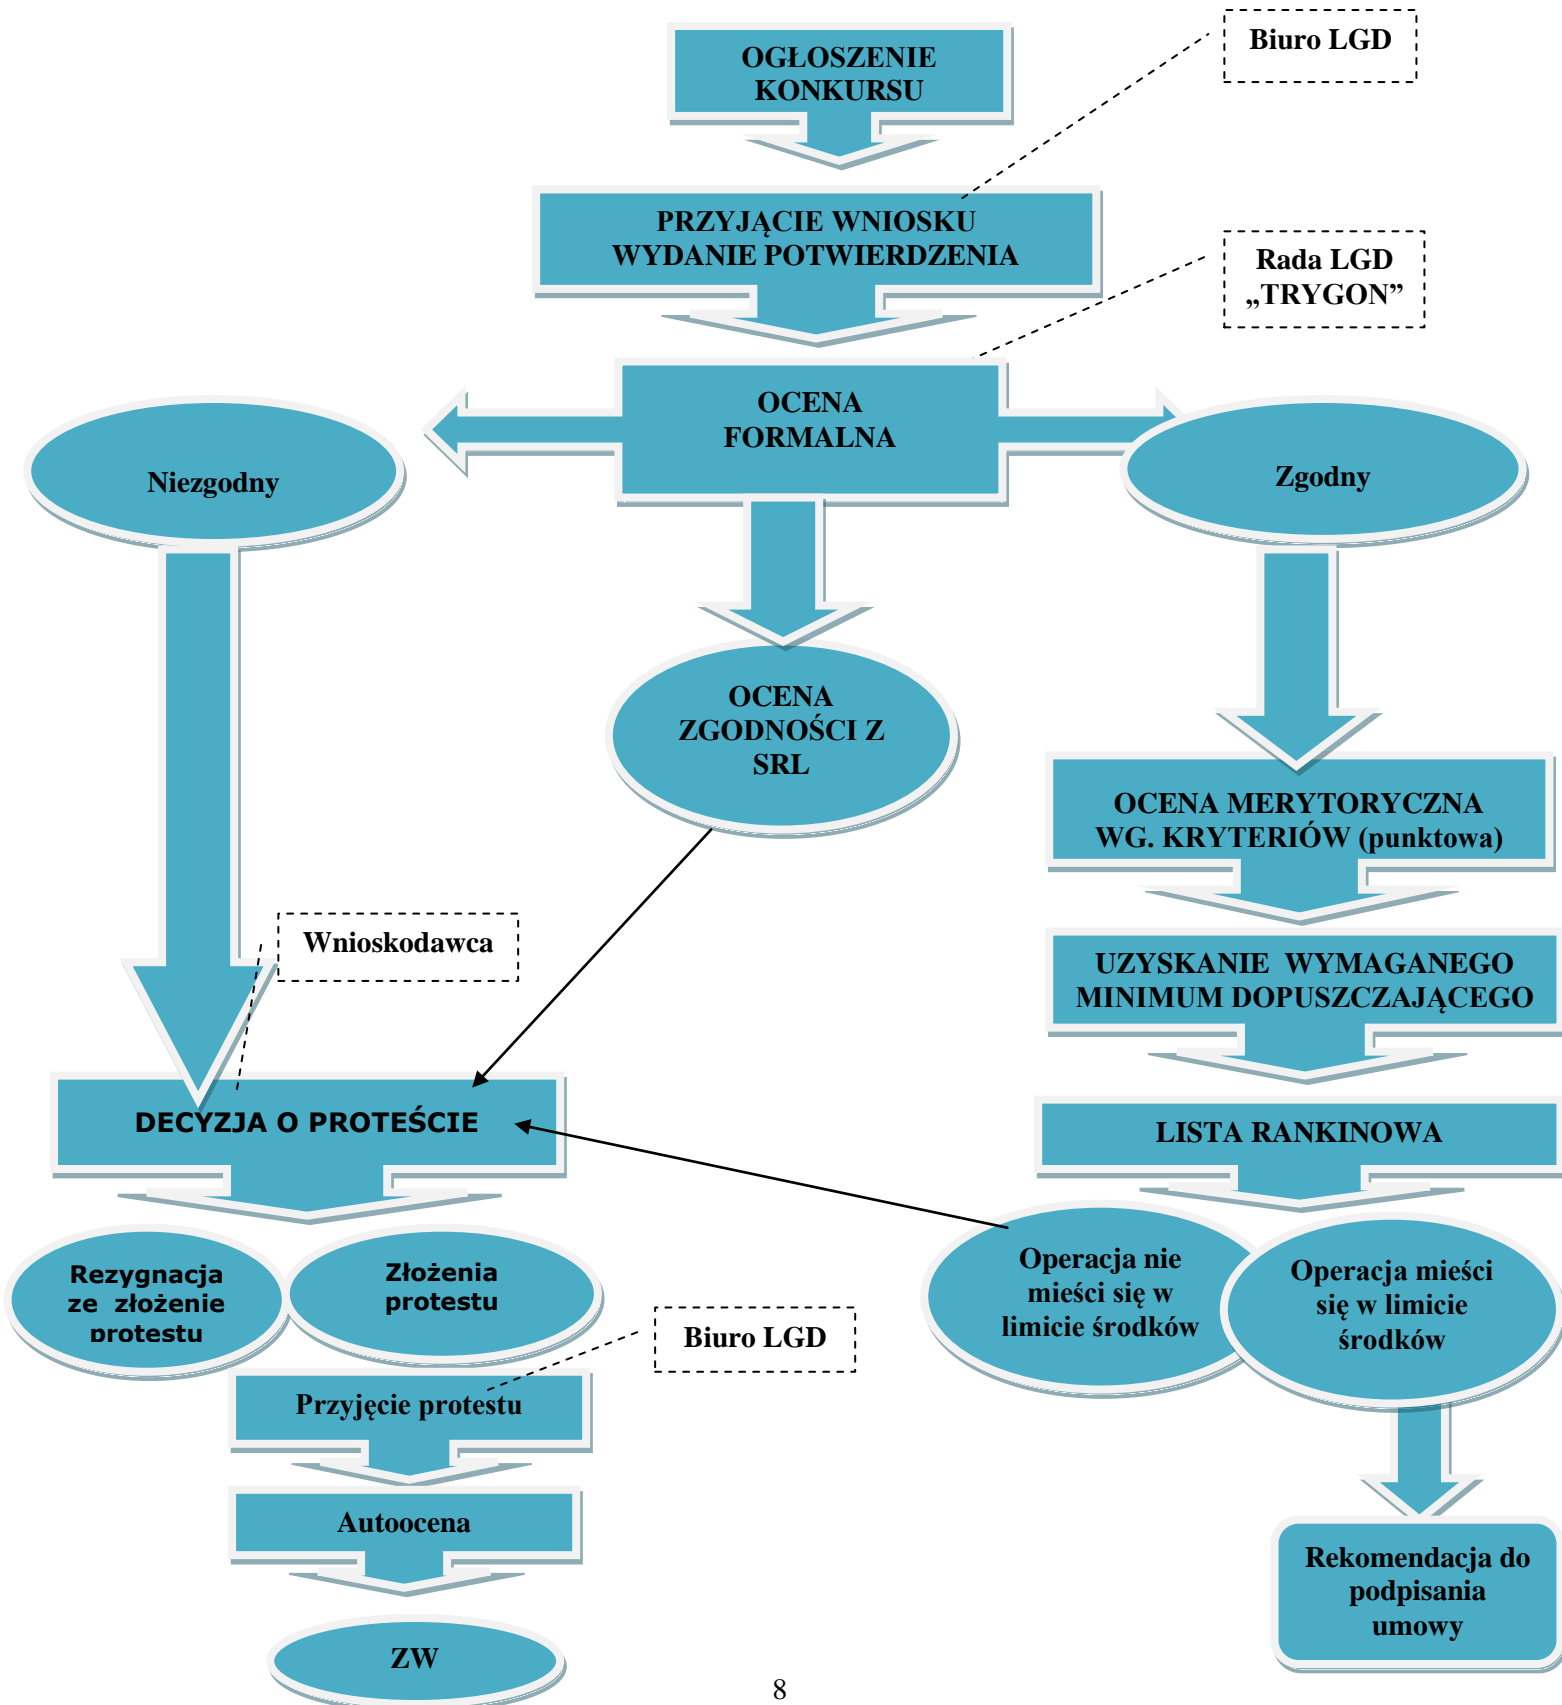 OGŁOSZENIE
KONKURSU
Biuro LGD
PRZYJĄCIE WNIOSKU
WYDANIE POTWIERDZENIA
Rada LGD
„TRYGON”
OCENA
FORMALNA
Niezgodny
Zgodny
OCENA
ZGODNOŚCI Z
SRL
OCENA MERYTORYCZNA
WG. KRYTERIÓW (punktowa)
Wnioskodawca
UZYSKANIE WYMAGANEGO
MINIMUM DOPUSZCZAJĄCEGO
DECYZJA O PROTEŚCIE
LISTA RANKINOWA
Rezygnacja
ze złożenie
protestu
Złożenia
protestu
Operacja nie
mieści się w
limicie środków
Operacja mieści
się w limicie
środków
Biuro LGD
Przyjęcie protestu
Autoocena
Rekomendacja do
podpisania
umowy
ZW
8